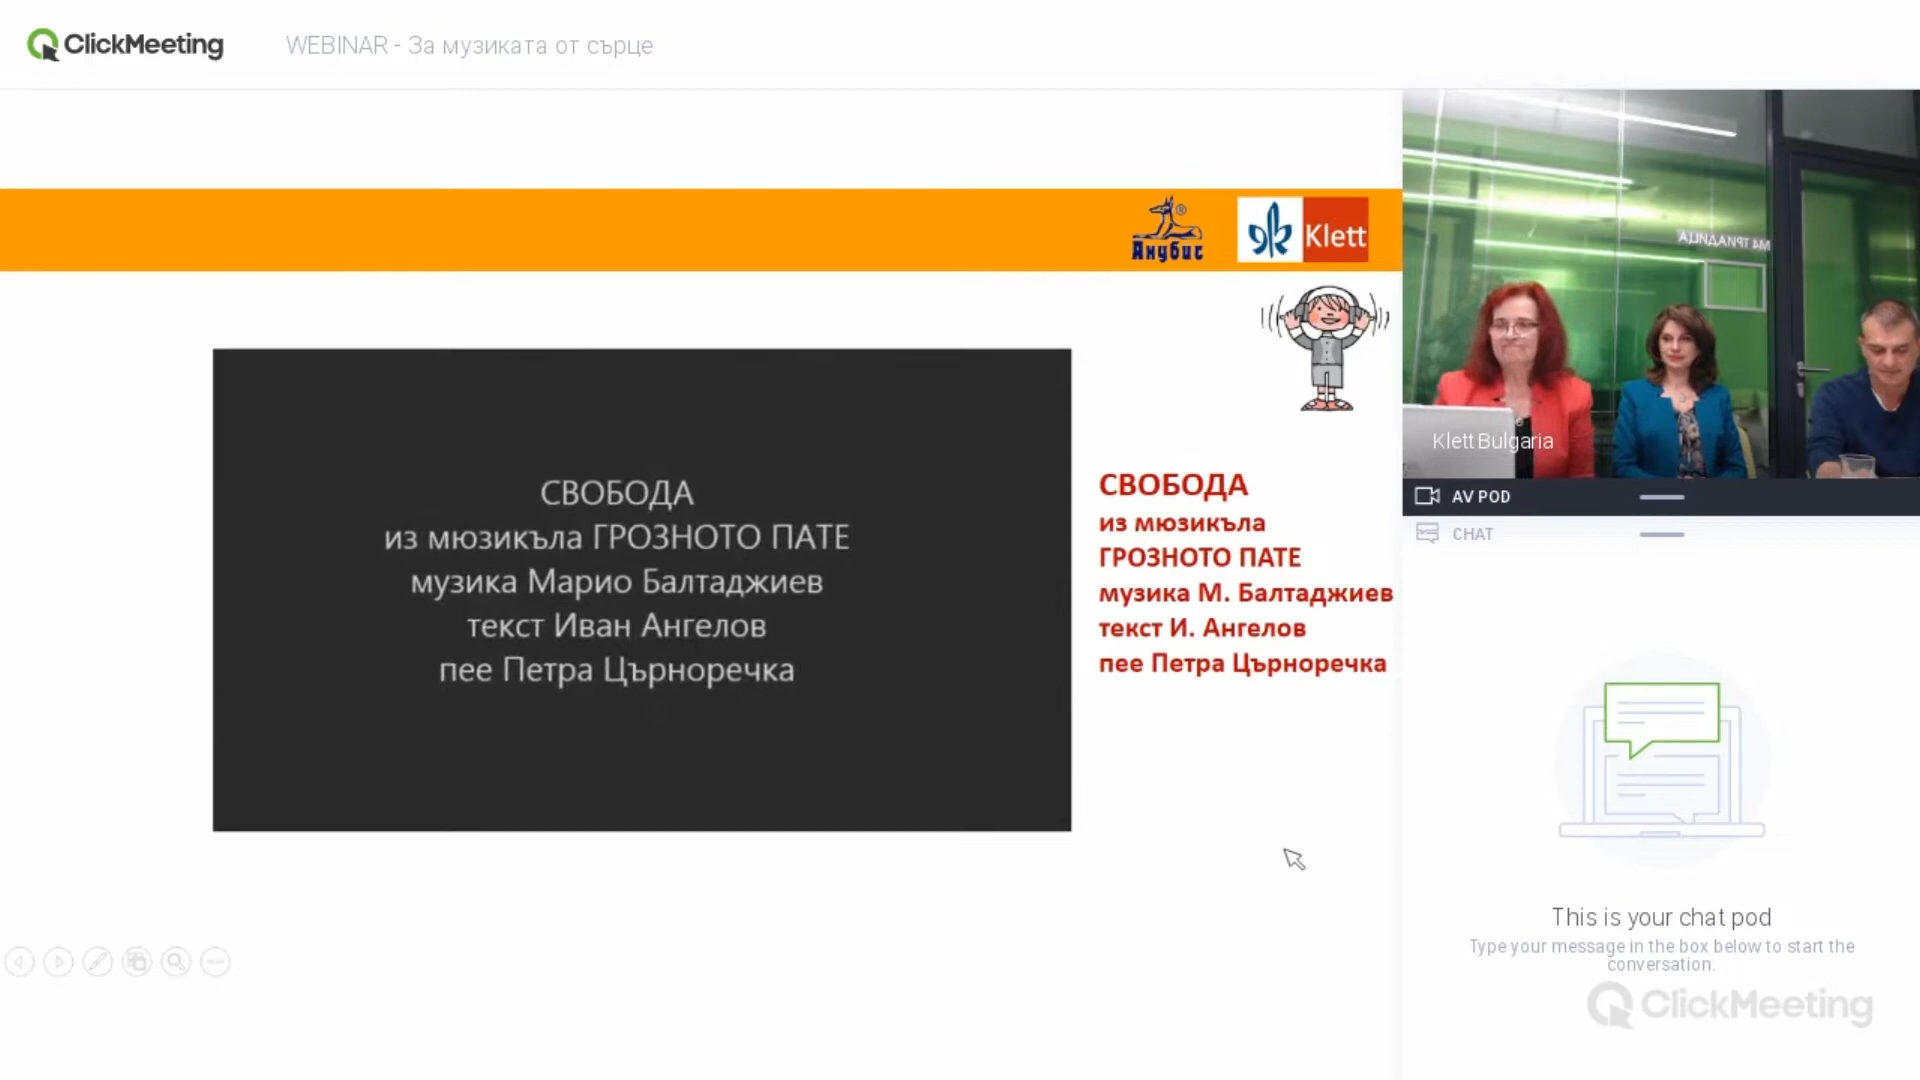 ClickMeeting
WEBINAR - За музиката от сърце
Анубис
®
Klett
СВОБОДА
из мюзикъла ГРОЗНОТО ПАТЕ
музика Марио Балтаджиев
текст Иван Ангелов
пее Петра Църноречка
СВОБОДА
из мюзикъла
ГРОЗНОТО ПАТЕ
музика М. Балтаджиев
текст И. Ангелов
пее Петра Църноречка
М4 ТРИАДИЦА
Klett Bulgaria
AV POD
CHAT
This is your chat pod
Type your message in the box below to start the
conversation.
ClickMeeting